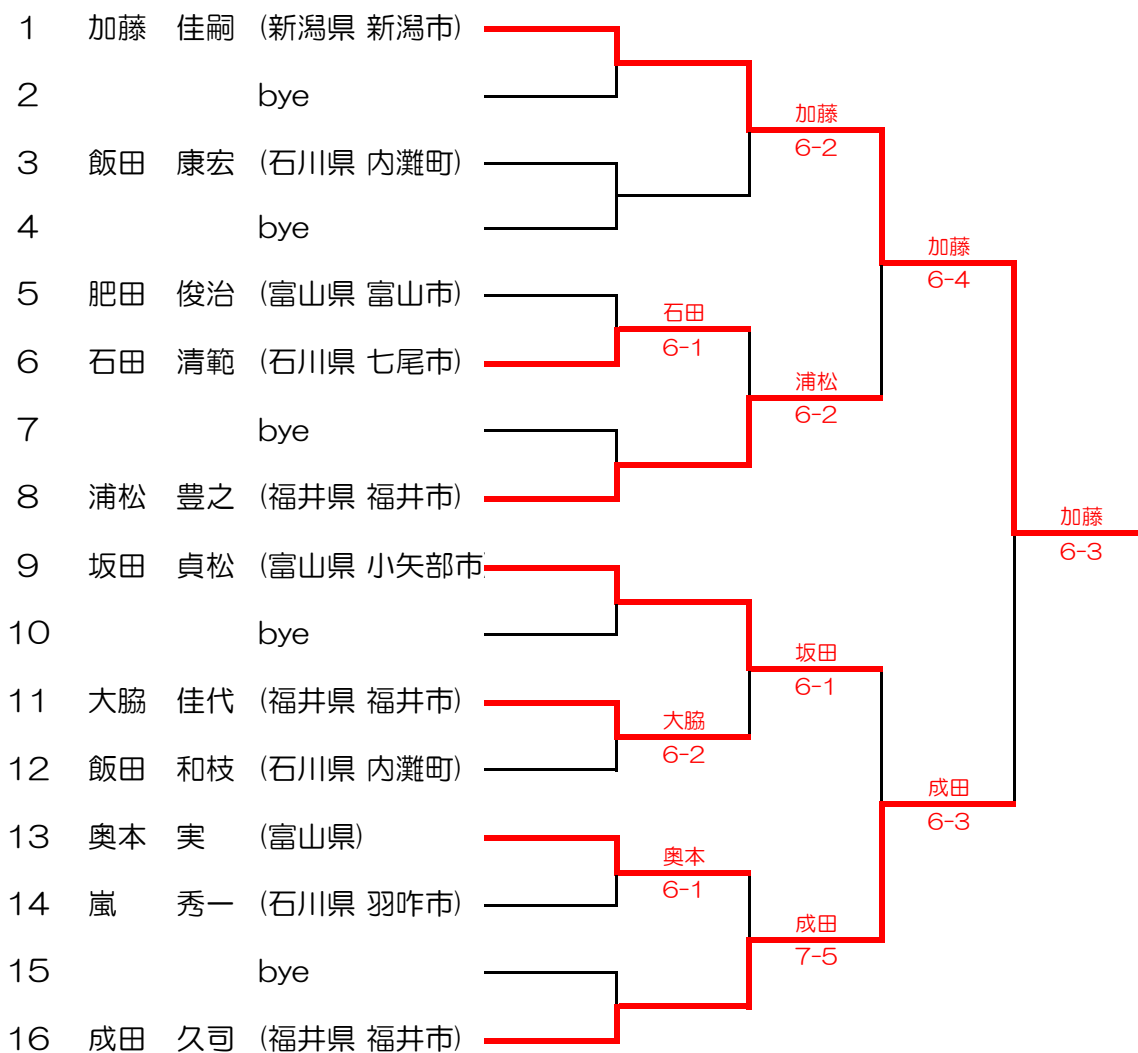 1 加藤 佳嗣 (新潟県 新潟市)
2 bye
加藤
6-2
3 飯田 康宏 (石川県 内灘町)
4 bye
加藤
6-4
5 肥田 俊治 (富山県 富山市)
石田
6-1
6 石田 清範 (石川県 七尾市)
浦松
6-2
7 bye
8 浦松 豊之 (福井県 福井市)
加藤
6-3
9 坂田 貞松 (富山県 小矢部市)
10 bye
坂田
6-1
11 大脇 佳代 (福井県 福井市)
大脇
6-2
12 飯田 和枝 (石川県 内灘町)
成田
6-3
13 奥本 実 (富山県)
奥本
6-1
14 嵐 秀一 (石川県 羽咋市)
成田
7-5
15 bye
16 成田 久司 (福井県 福井市)